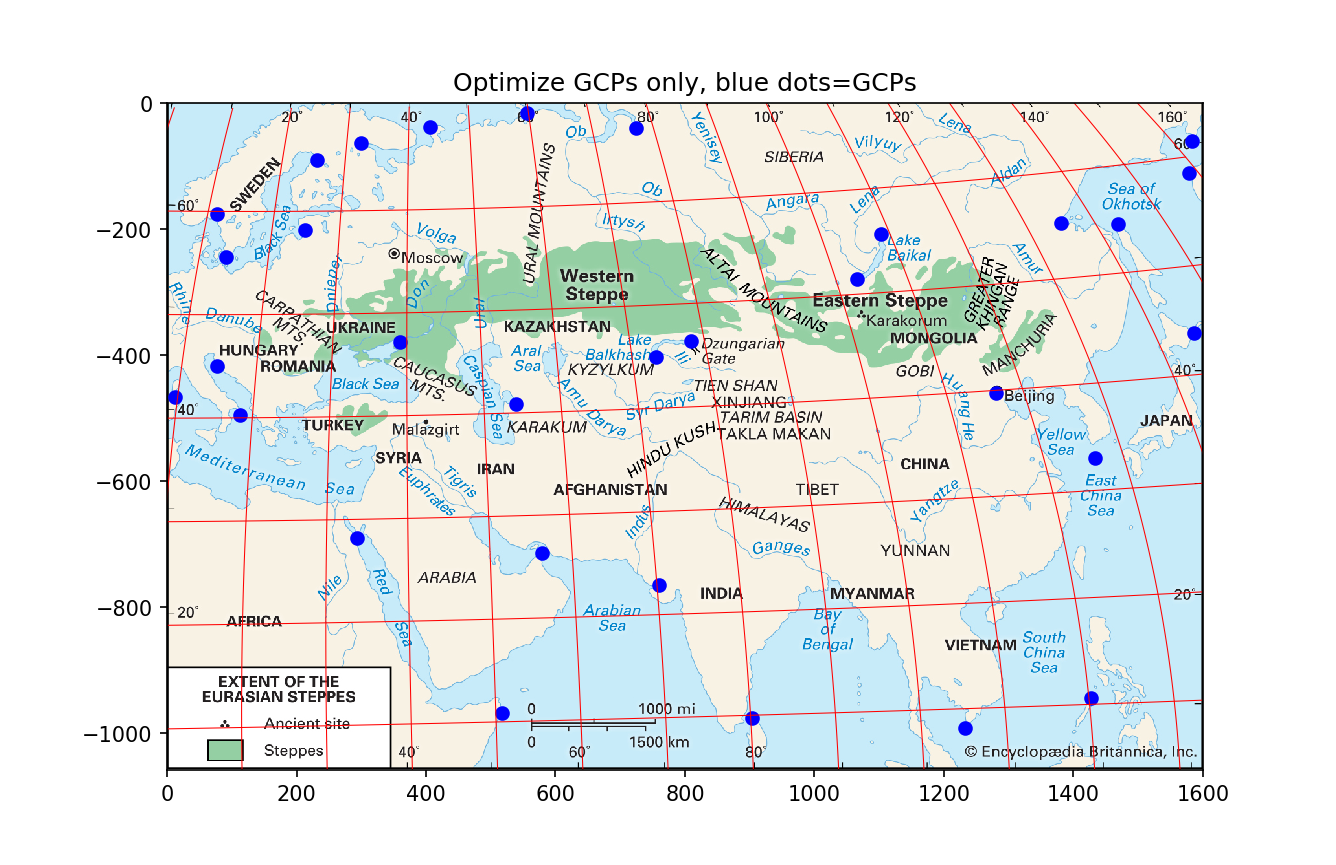 Optimize GCPs only, blue dots=GCPs
0
−200
−400
−600
−800
−1000
0
200
400
600
800
1000
1200
1400
1600
20°
40°
60°
80°
100°
120°
140°
160°
60°
60°
40°
40°
20°
20°
40°
60°
80°
SWEDEN
Black Sea
Rhine
Danube
Dnieper
Volga
Don
Ural
Moscow
URAL MOUNTAINS
Ob
Ob
Irtysh
Yenisey
SIBERIA
Angara
Vilyuy
Lena
Lena
Aldan
Sea of
Okhotsk
Amur
Lake
Baikal
Western
Steppe
ALTAI MOUNTAINS
Eastern Steppe
Karakorum
MONGOLIA
GREATER
KHINGAN
RANGE
MANCHURIA
CARPATHIAN
MTS.
UKRAINE
HUNGARY
ROMANIA
Black Sea
CAUCASUS
MTS.
Caspian Sea
KAZAKHSTAN
Aral
Sea
Lake
Balkhash
Ili
KYZYLKUM
Dzungarian
Gate
TIEN SHAN
XINJIANG
TARIM BASIN
TAKLA MAKAN
Amu Darya
Syr Darya
KARAKUM
HINDU KUSH
GOBI
Huang He
Beijing
JAPAN
Yellow
Sea
East
China
Sea
CHINA
TIBET
Yangtze
YUNNAN
TURKEY
Malazgirt
SYRIA
Mediterranean Sea
Euphrates
Tigris
IRAN
AFGHANISTAN
Indus
HIMALAYAS
Ganges
Nile
Red Sea
ARABIA
AFRICA
Arabian
Sea
INDIA
Bay
of
Bengal
MYANMAR
VIETNAM
South
China
Sea
EXTENT OF THE
EURASIAN STEPPES
Ancient site
Steppes
0 1000 mi
0 1500 km
© Encyclopædia Britannica, Inc.